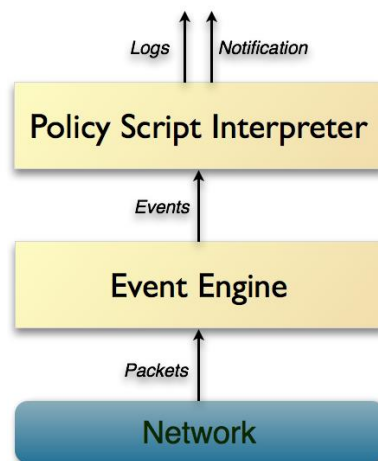 Logs Notification
Policy Script Interpreter
Events
Event Engine
Packets
Network